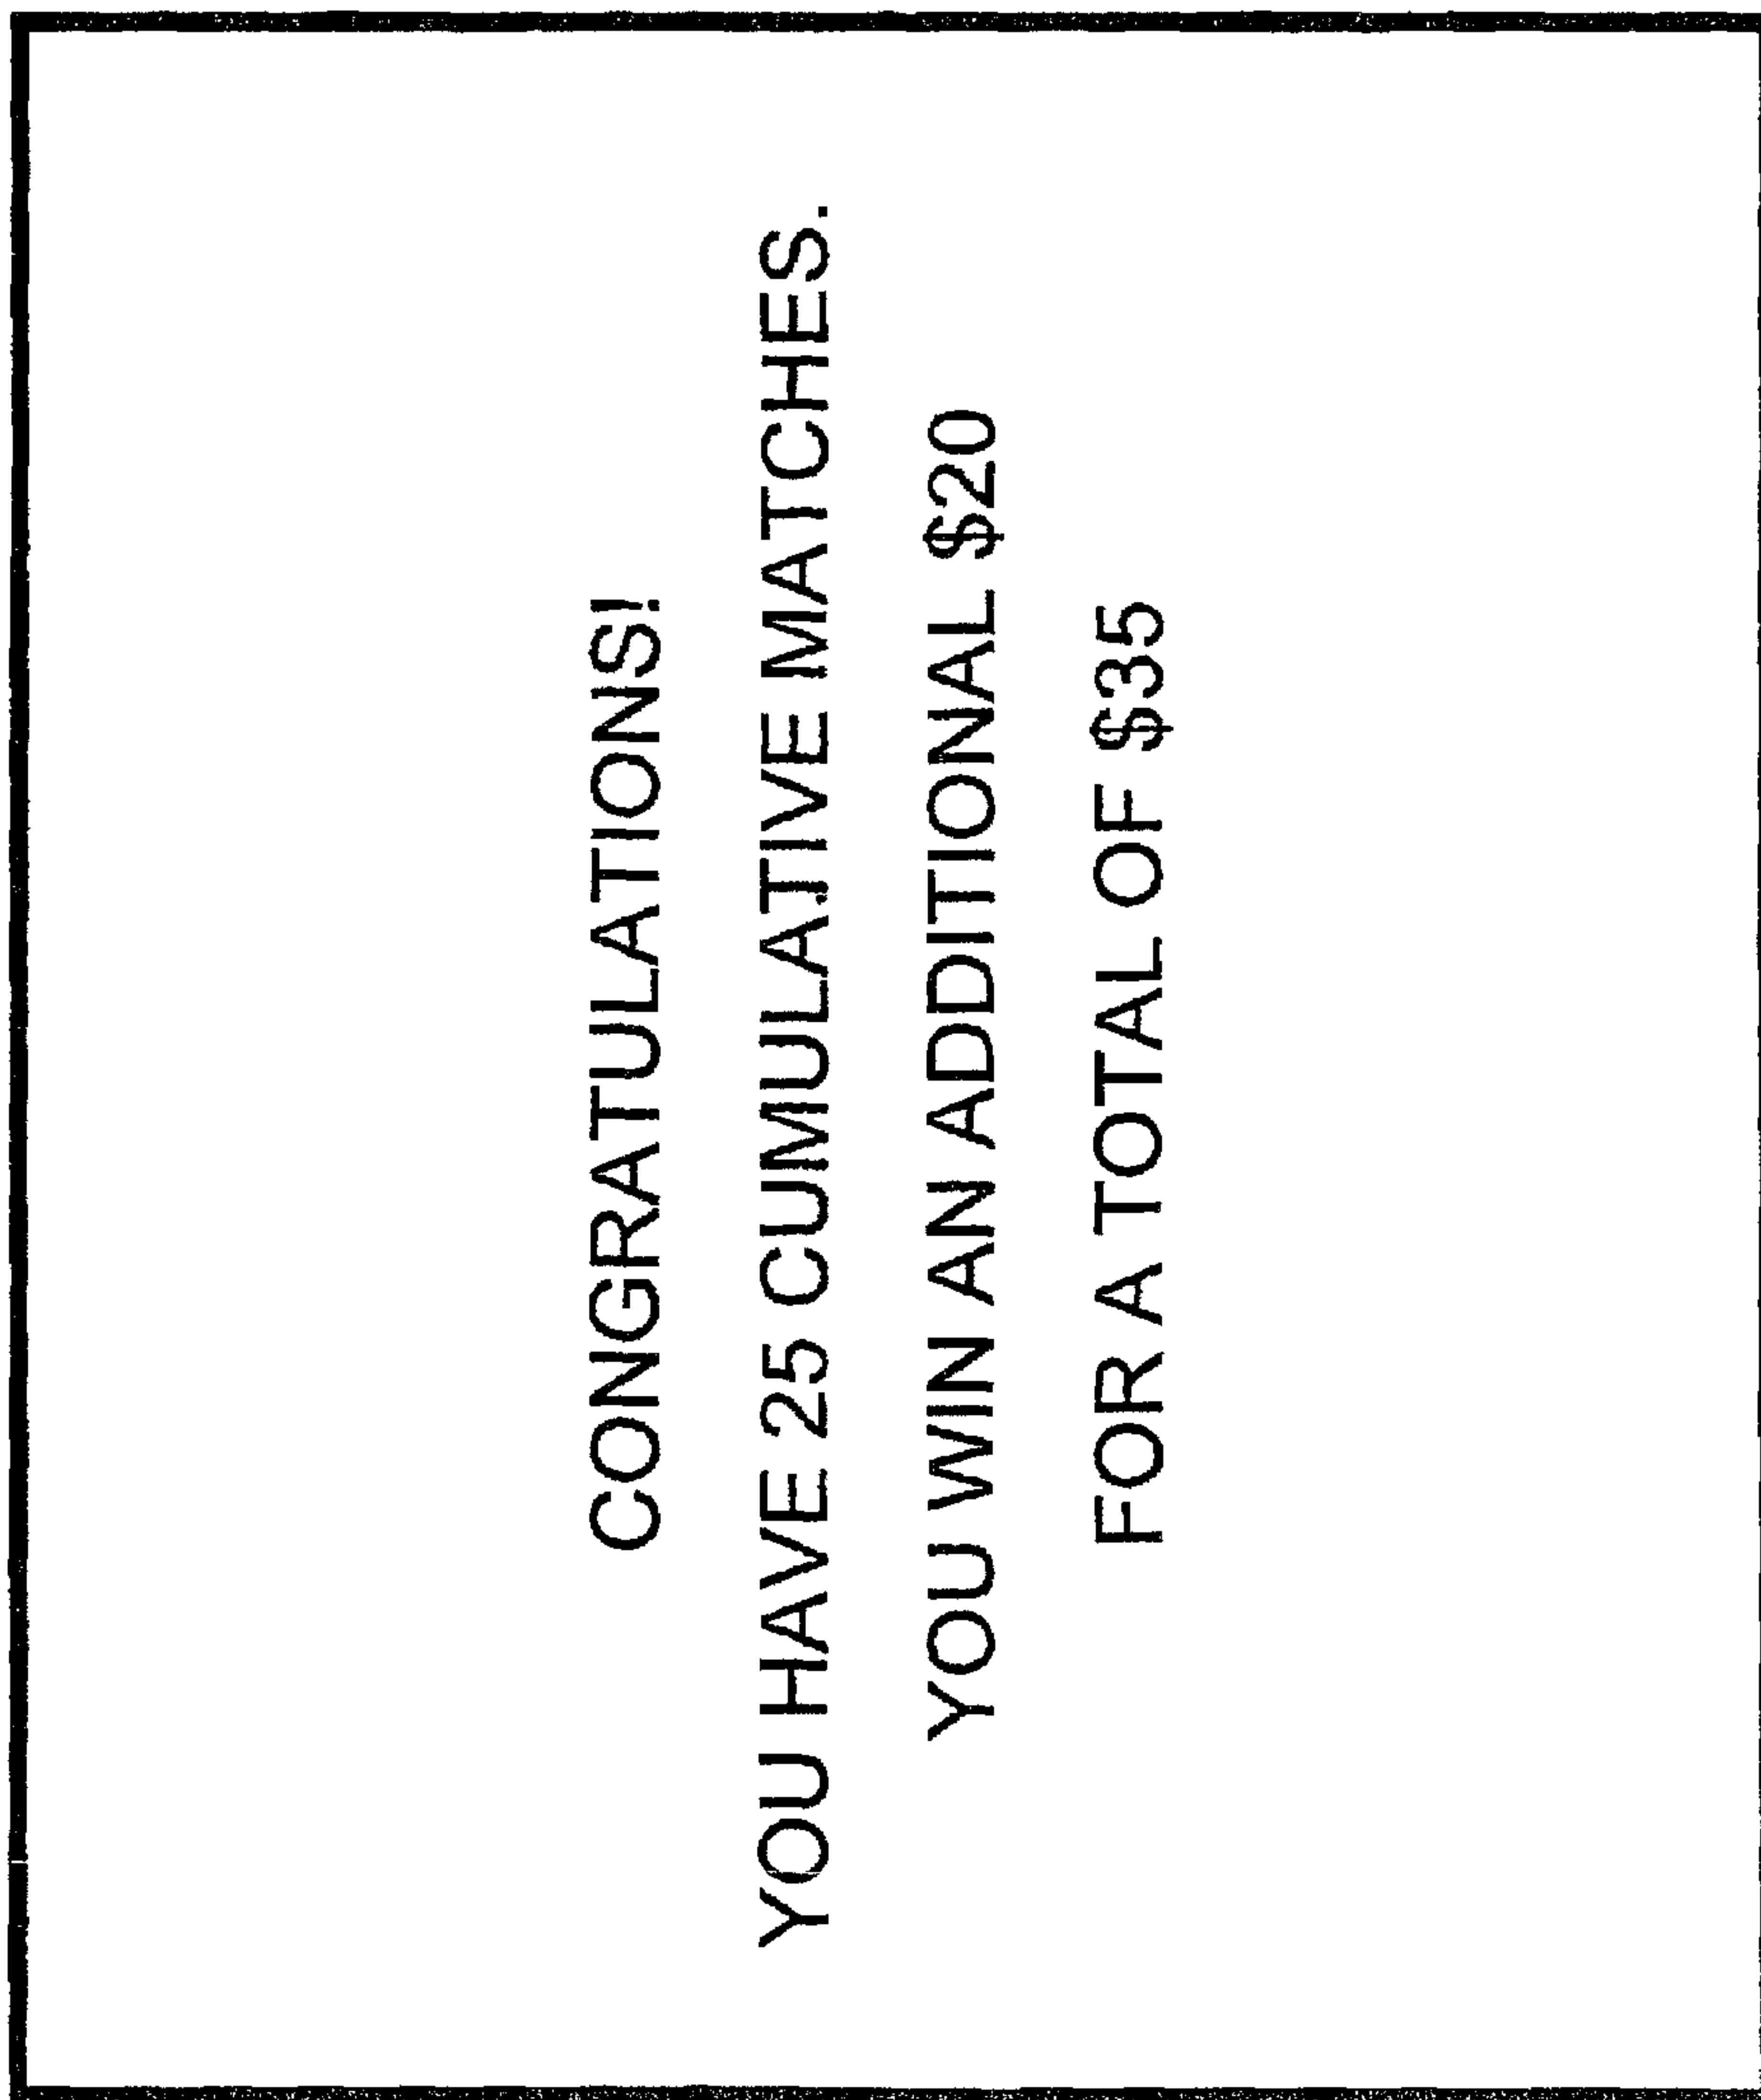 CONGRATULATIONS!
YOU HAVE 25 CUMULATIVE MATCHES.
YOU WIN AN ADDITIONAL $20
FOR A TOTAL OF $35